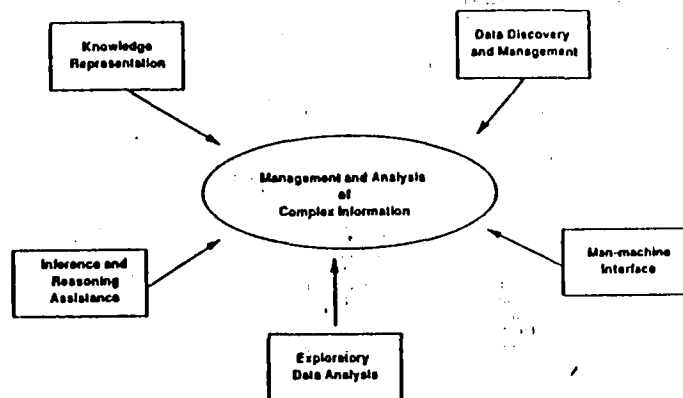 Knowledge
Representation
Data Discovery
and Management
Management and Analysis
of
Complex Information
Inference and
Reasoning
Assistance
Man-machine
Interface
Exploratory
Data Analysis